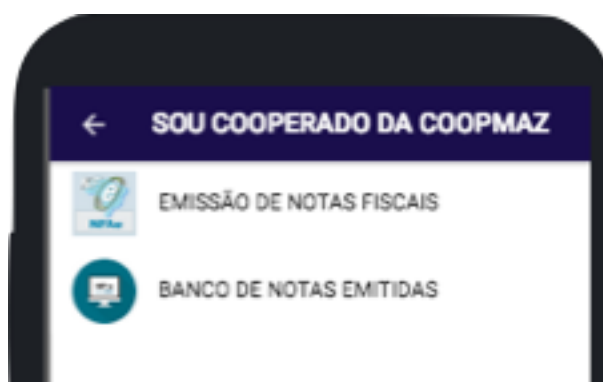 SOU COOPERADO DA COOPMAZ
EMISSÃO DE NOTAS FISCAIS
BANCO DE NOTAS EMITIDAS